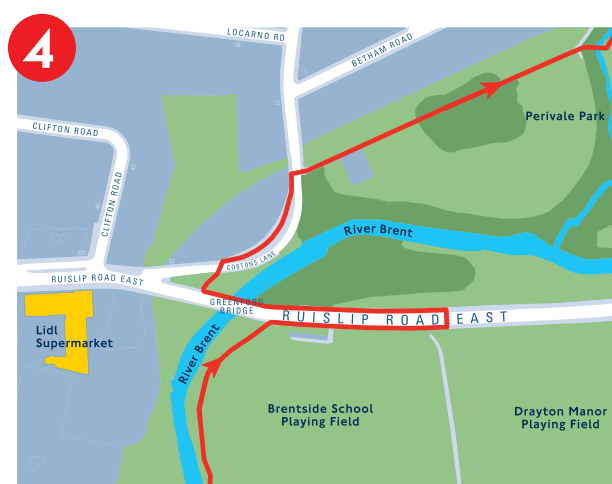 4
LOCARNO RD
BETHAM ROAD
Perivale Park
CLIFTON ROAD
CLIFTON ROAD
River Brent
COSTONS LANE
RUISLIP ROAD EAST
GREENFORD
BRIDGE
RUISLIP ROAD EAST
Lidl
Supermarket
River Brent
Brentside School
Playing Field
Drayton Manor
Playing Field